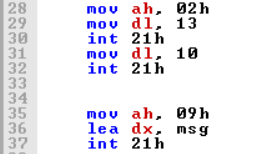 28 mov ah, 02h
29 mov dl, 13
30 int 21h
31 mov dl, 10
32 int 21h
33
34
35 mov ah, 09h
36 lea dx, msg
37 int 21h